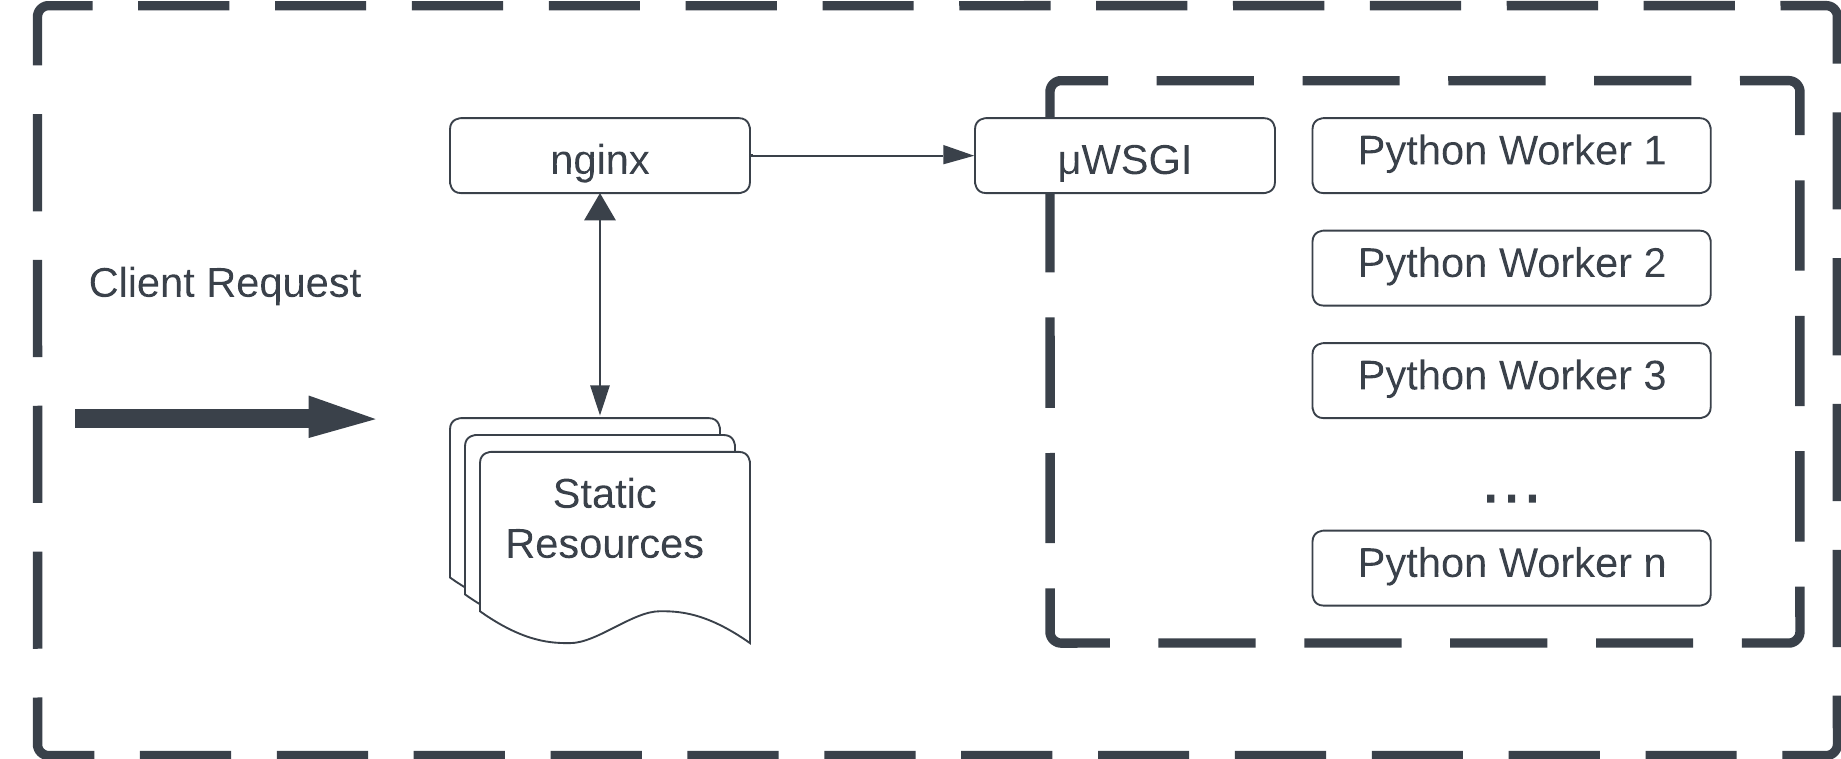 nginx
μWSGI
Python Worker 1
Client Request
Python Worker 2
Python Worker 3
Static
Resources
...
Python Worker n